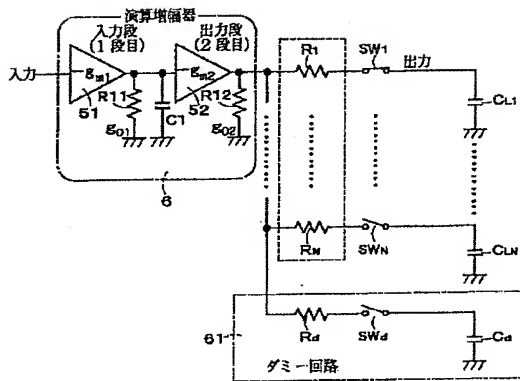 演算増幅器
入力段
(1段目)
出力段
(2段目)
R1
SW1
出力
入力
gm1
gm2
CL1
51
R11
C1
52
R12
go1
go2
6
RN
SWN
CLN
61
Rd
SWd
Cd
ダミー回路